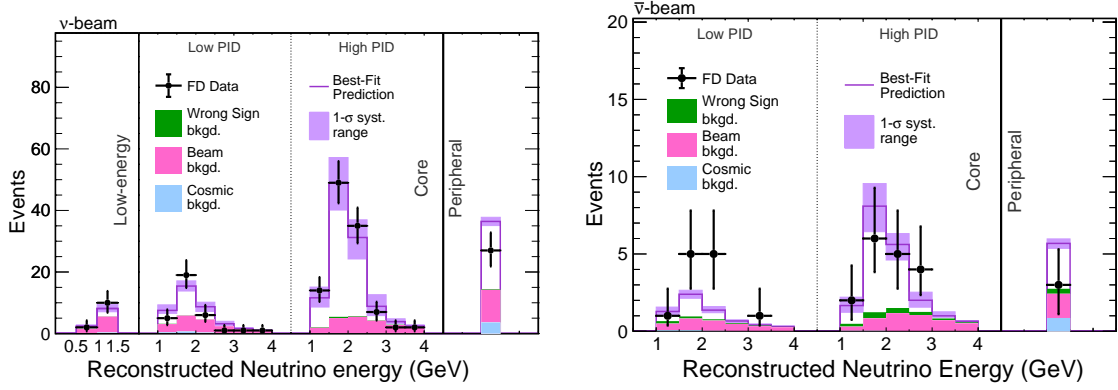 ν-beam
Low PID
High PID
FD Data
Wrong Sign
bkgd.
Beam
bkgd.
Cosmic
bkgd.
Best-Fit
Prediction
1-σ syst.
range
Low-energy
Core
Peripheral
Events
80
60
40
20
0
0.5 1 1.5
1 2 3 4
1 2 3 4
Reconstructed Neutrino energy (GeV)
ν̅-beam
Low PID
High PID
FD Data
Wrong Sign
bkgd.
Beam
bkgd.
Cosmic
bkgd.
Best-Fit
Prediction
1-σ syst.
range
Core
Peripheral
Events
20
15
10
5
0
1 2 3 4
1 2 3 4
Reconstructed Neutrino Energy (GeV)